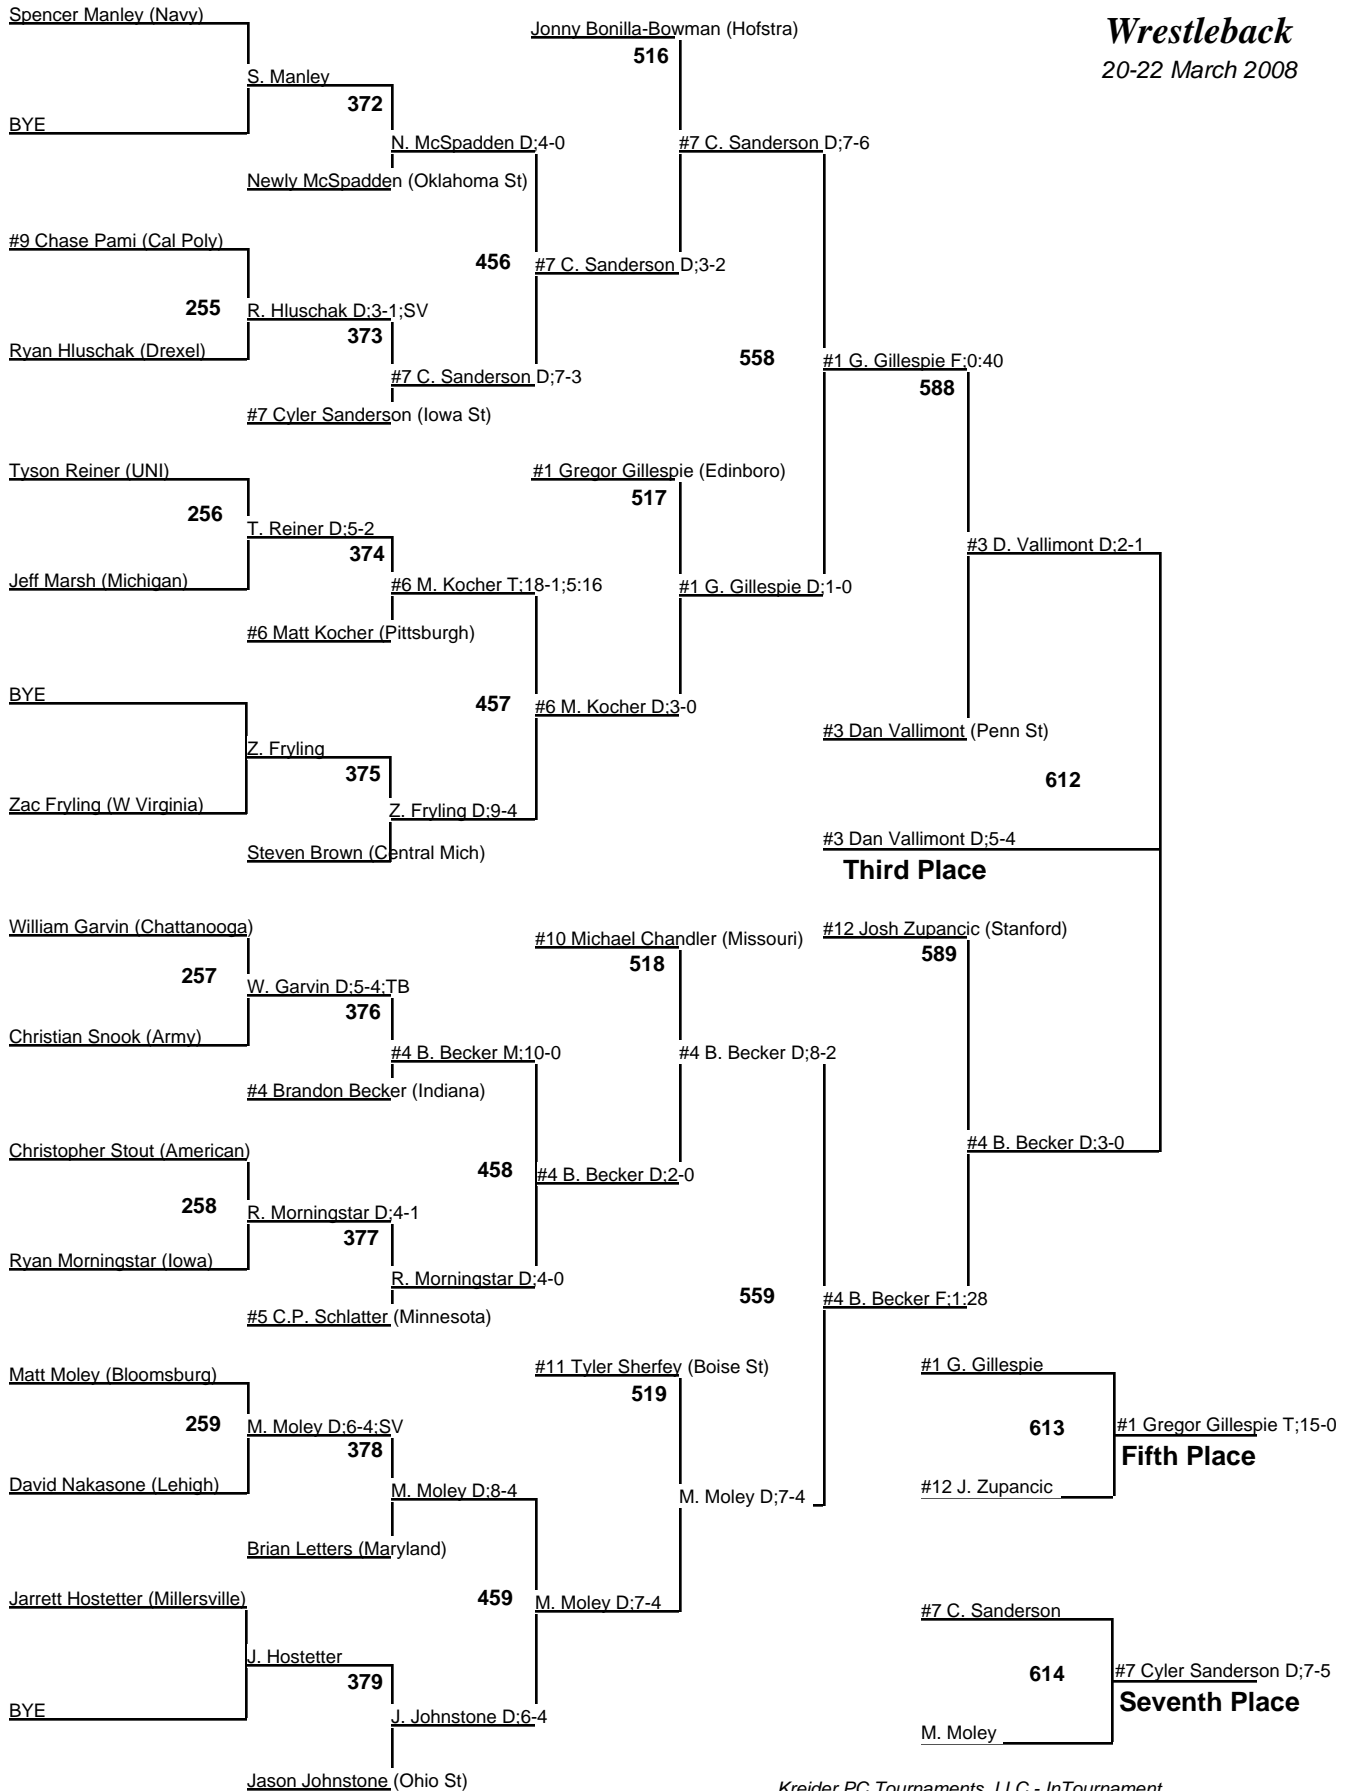 Wrestleback
20-22 March 2008
Spencer Manley (Navy)
Jonny Bonilla-Bowman (Hofstra)
516
S. Manley
372
BYE
N. McSpadden D;4-0
#7 C. Sanderson D;7-6
Newly McSpadden (Oklahoma St)
#9 Chase Pami (Cal Poly)
456
#7 C. Sanderson D;3-2
255
R. Hluschak D;3-1;SV
373
Ryan Hluschak (Drexel)
558
#1 G. Gillespie F;0:40
#7 C. Sanderson D;7-3
588
#7 Cyler Sanderson (Iowa St)
Tyson Reiner (UNI)
#1 Gregor Gillespie (Edinboro)
517
256
T. Reiner D;5-2
374
#3 D. Vallimont D;2-1
Jeff Marsh (Michigan)
#6 M. Kocher T;18-1;5:16
#1 G. Gillespie D;1-0
#6 Matt Kocher (Pittsburgh)
BYE
457
#6 M. Kocher D;3-0
#3 Dan Vallimont (Penn St)
Z. Fryling
375
612
Zac Fryling (W Virginia)
Z. Fryling D;9-4
#3 Dan Vallimont D;5-4
Steven Brown (Central Mich)
Third Place
William Garvin (Chattanooga)
#10 Michael Chandler (Missouri)
#12 Josh Zupancic (Stanford)
518
589
257
W. Garvin D;5-4;TB
376
Christian Snook (Army)
#4 B. Becker M;10-0
#4 B. Becker D;8-2
#4 Brandon Becker (Indiana)
Christopher Stout (American)
#4 B. Becker D;3-0
458
#4 B. Becker D;2-0
258
R. Morningstar D;4-1
377
Ryan Morningstar (Iowa)
R. Morningstar D;4-0
559
#4 B. Becker F;1:28
#5 C.P. Schlatter (Minnesota)
Matt Moley (Bloomsburg)
#11 Tyler Sherfey (Boise St)
#1 G. Gillespie
519
259
M. Moley D;6-4;SV
378
613
#1 Gregor Gillespie T;15-0
Fifth Place
David Nakasone (Lehigh)
M. Moley D;8-4
M. Moley D;7-4
#12 J. Zupancic
Brian Letters (Maryland)
Jarrett Hostetter (Millersville)
459
M. Moley D;7-4
#7 C. Sanderson
J. Hostetter
379
614
#7 Cyler Sanderson D;7-5
Seventh Place
BYE
J. Johnstone D;6-4
M. Moley
Jason Johnstone (Ohio St)
Kreider PC Tournaments, LLC - InTournament